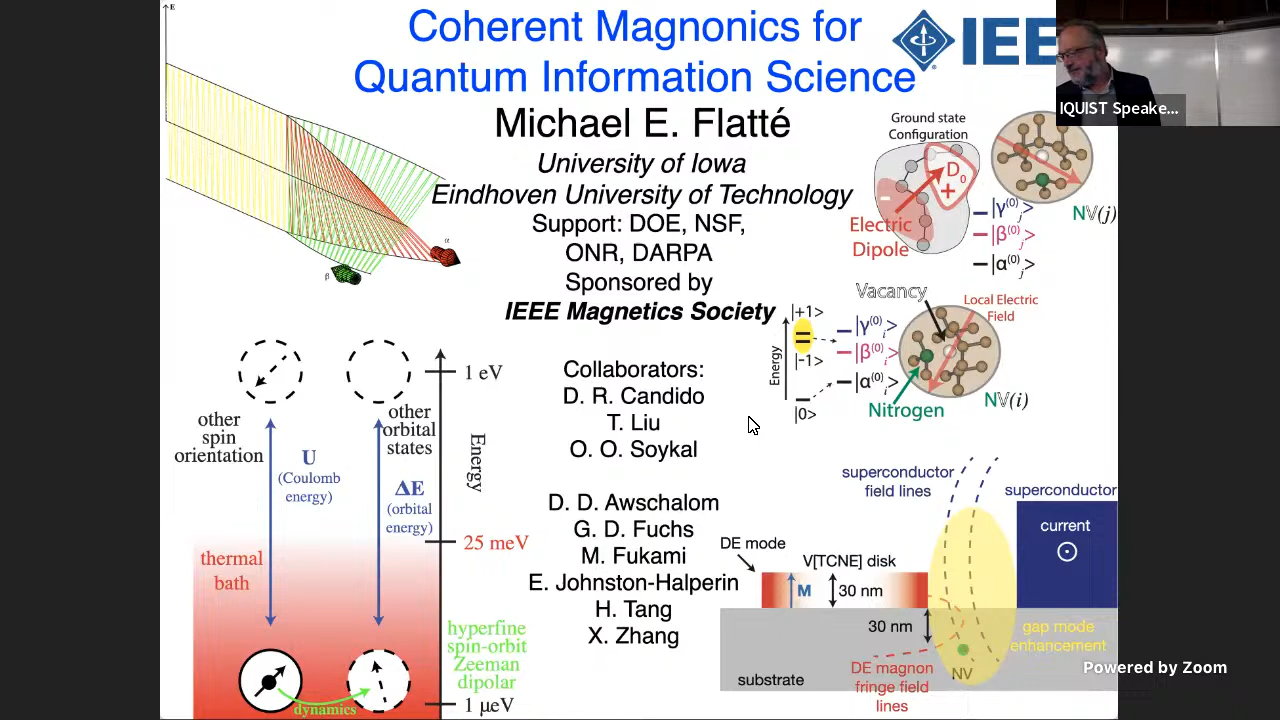 E
Coherent Magnonics for
Quantum Information Science
IEE
IQUIST Speake...
Michael E. Flatté
University of Iowa
Eindhoven University of Technology
Support: DOE, NSF,
ONR, DARPA
Sponsored by
IEEE Magnetics Society
Collaborators:
D. R. Candido
T. Liu
O. O. Soykal
D. D. Awschalom
G. D. Fuchs
M. Fukami
E. Johnston-Halperin
H. Tang
X. Zhang
α
β
Ground state
Configuration
D₀
+
-
Electric
Dipole
|γ⁽⁰⁾ⱼ>
|β⁽⁰⁾ⱼ>
|α⁽⁰⁾ⱼ>
NV(j)
Vacancy
Local Electric
Field
|+1>
|-1>
|0>
Energy
|γ⁽⁰⁾ᵢ>
|β⁽⁰⁾ᵢ>
|α⁽⁰⁾ᵢ>
Nitrogen
NV(i)
other
spin
orientation
U
(Coulomb
energy)
other
orbital
states
ΔE
(orbital
energy)
1 eV
Energy
25 meV
thermal
bath
hyperfine
spin-orbit
Zeeman
dipolar
dynamics
1 μeV
superconductor
field lines
superconductor
current
DE mode
V[TCNE] disk
M
30 nm
30 nm
gap mode
enhancement
NV
DE magnon
fringe field
lines
substrate
Powered by Zoom